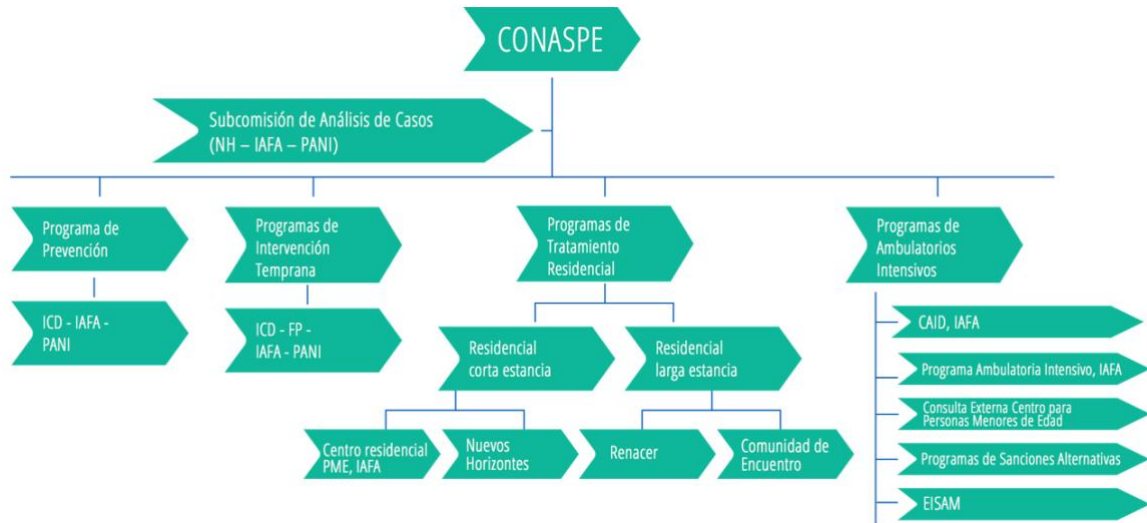 CONASPE
Subcomisión de Análisis de Casos
(NH – IAFA – PANI)
Programa de
Prevención
Programas de
Intervención
Temprana
Programas de
Tratamiento
Residencial
Programas de
Ambulatorios
Intensivos
ICD - IAFA -
PANI
ICD - FP -
IAFA - PANI
Residencial
corta estancia
Residencial
larga estancia
Centro residencial
PME, IAFA
Nuevos
Horizontes
Renacer
Comunidad de
Encuentro
CAID, IAFA
Programa Ambulatoria Intensivo, IAFA
Consulta Externa Centro para
Personas Menores de Edad
Programas de Sanciones Alternativas
EISAM